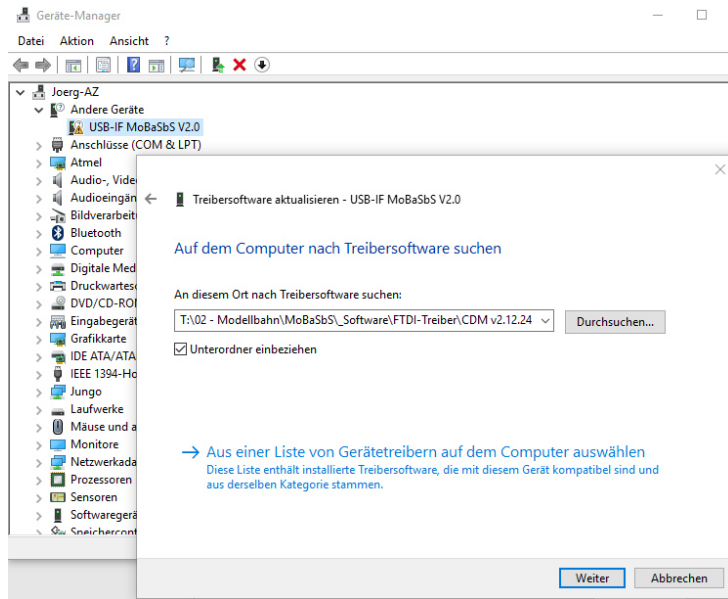 Geräte-Manager
Datei Aktion Ansicht ?
Joerg-AZ
Andere Geräte
USB-IF MoBaSbS V2.0
Anschlüsse (COM & LPT)
Atmel
Audio-, Video
Audioeingän
Bildverarbeit
Bluetooth
Computer
Digitale Med
Druckwartesc
DVD/CD-ROM
Eingabegerät
Grafikkarte
IDE ATA/ATA
IEEE 1394-Ho
Jungo
Laufwerke
Mäuse und a
Monitore
Netzwerkada
Prozessoren
Sensoren
Softwaregerä
Speichercont
Treibersoftware aktualisieren - USB-IF MoBaSbS V2.0
Auf dem Computer nach Treibersoftware suchen
An diesem Ort nach Treibersoftware suchen:
T:\02 - Modellbahn\MoBaSbS\_Software\FTDI-Treiber\CDM v2.12.24
Durchsuchen...
Unterordner einbeziehen
Aus einer Liste von Gerätetreibern auf dem Computer auswählen
Diese Liste enthält installierte Treibersoftware, die mit diesem Gerät kompatibel sind und
aus derselben Kategorie stammen.
Weiter
Abbrechen